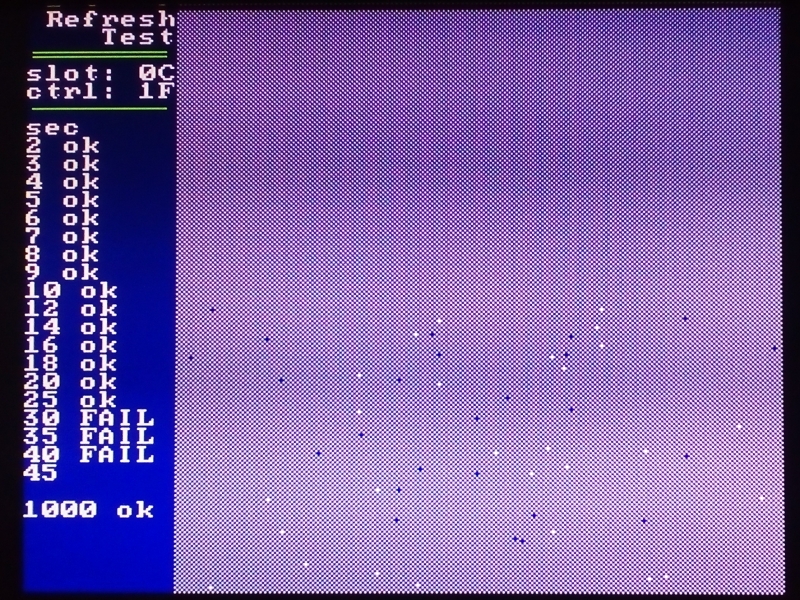 Refresh
Test
slot: 0C
ctrl: 1F
sec
2 ok
3 ok
4 ok
5 ok
6 ok
7 ok
8 ok
9 ok
10 ok
12 ok
14 ok
16 ok
18 ok
20 ok
25 ok
30 FAIL
35 FAIL
40 FAIL
45
1000 ok